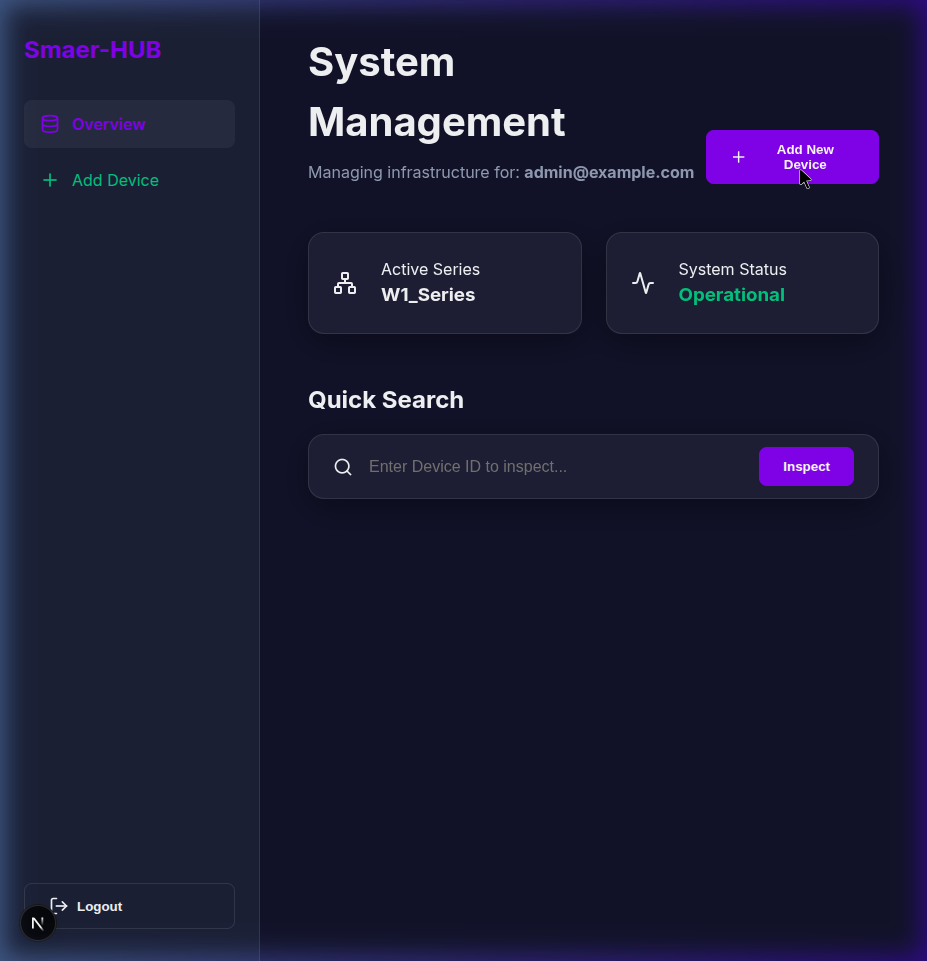 Smaer-HUB
Overview
Add Device
Logout
System
Management
Managing infrastructure for: admin@example.com
Add New
Device
Active Series
W1_Series
System Status
Operational
Quick Search
Enter Device ID to inspect...
Inspect
N